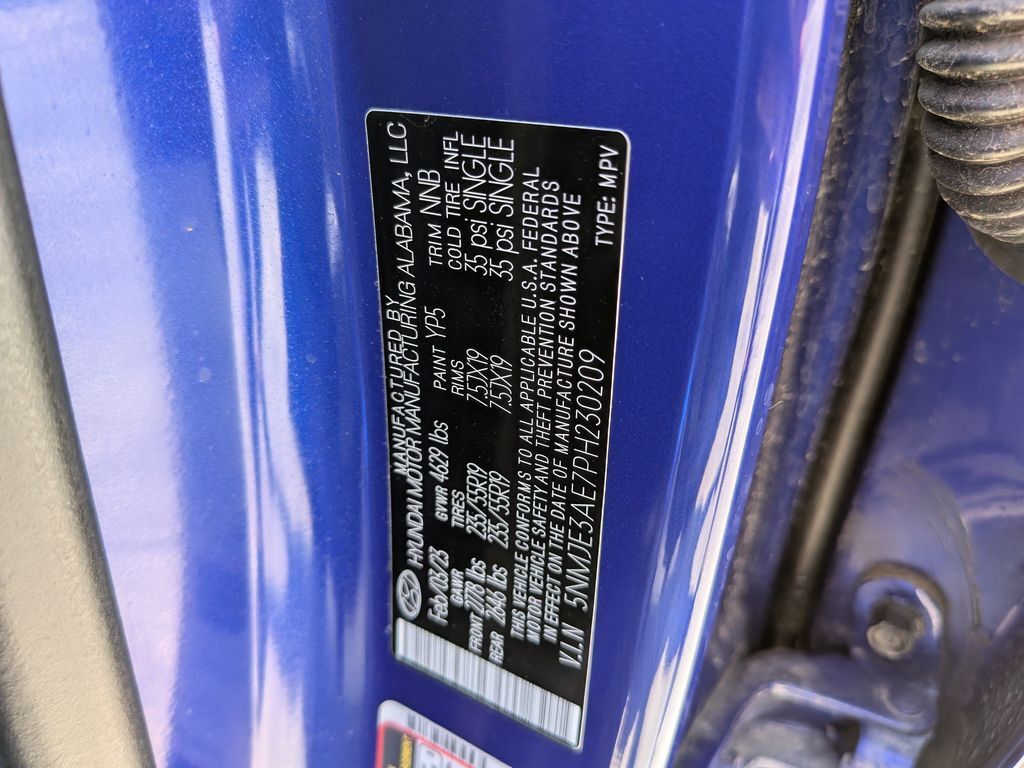 MANUFACTURED BY
HYUNDAI MOTOR MANUFACTURING ALABAMA, LLC
Feb/03/23 GVWR 4629 lbs PAINT YP5 TRIM NNB
GAWR TIRES RIMS COLD TIRE INFL
FRONT 2778 lbs 235/55R19 7.5JX19 35 psi SINGLE
REAR 2646 lbs 235/55R19 7.5JX19 35 psi SINGLE
THIS VEHICLE CONFORMS TO ALL APPLICABLE U.S.A. FEDERAL
MOTOR VEHICLE SAFETY AND THEFT PREVENTION STANDARDS
IN EFFECT ON THE DATE OF MANUFACTURE SHOWN ABOVE
V.I.N 5NMJE3AE7PH230209 TYPE: MPV